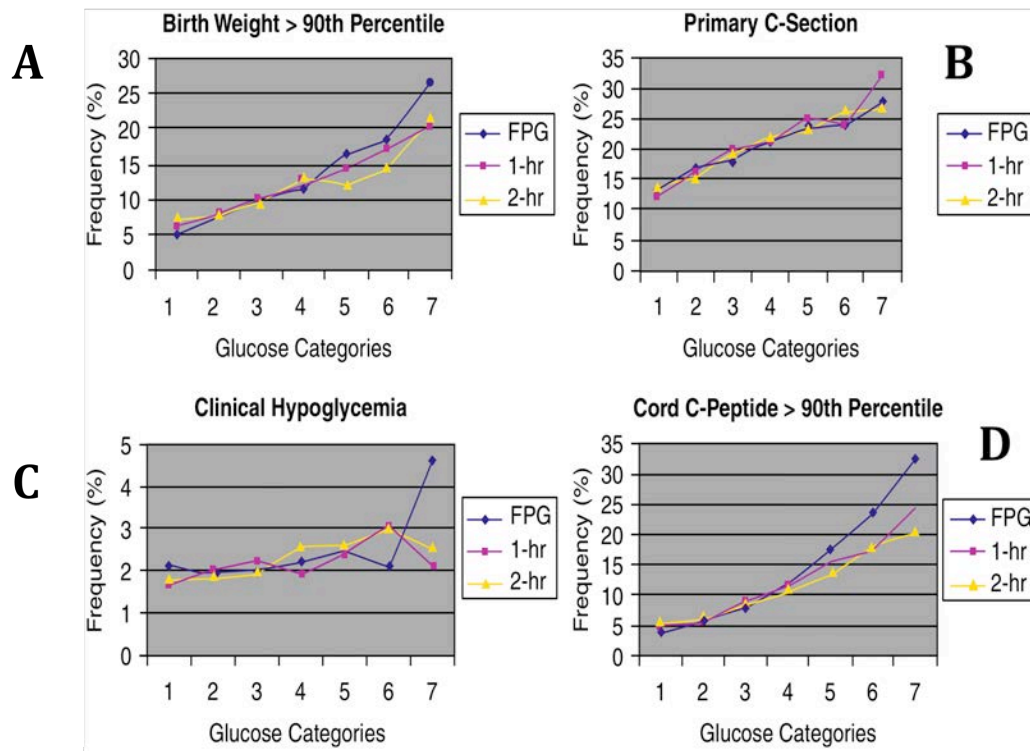 A
Birth Weight > 90th Percentile
Frequency (%)
30
25
20
15
10
5
0
1 2 3 4 5 6 7
Glucose Categories
FPG
1-hr
2-hr
B
Primary C-Section
Frequency (%)
35
30
25
20
15
10
5
0
1 2 3 4 5 6 7
Glucose Categories
FPG
1-hr
2-hr
C
Clinical Hypoglycemia
Frequency (%)
5
4
3
2
1
0
1 2 3 4 5 6 7
Glucose Categories
FPG
1-hr
2-hr
D
Cord C-Peptide > 90th Percentile
Frequency (%)
35
30
25
20
15
10
5
0
1 2 3 4 5 6 7
Glucose Categories
FPG
1-hr
2-hr